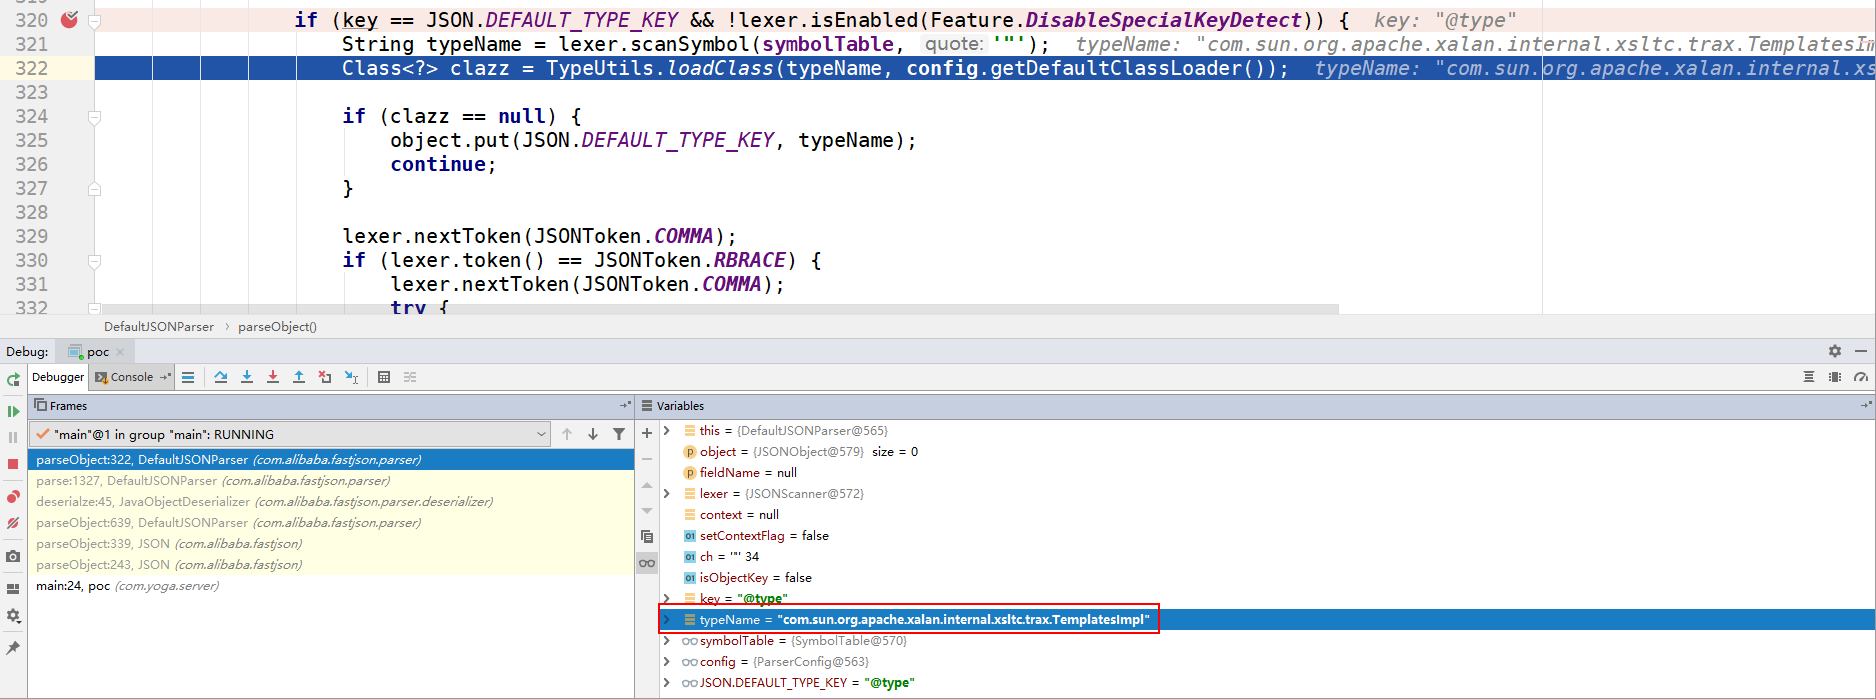 320 if (key == JSON.DEFAULT_TYPE_KEY && !lexer.isEnabled(Feature.DisableSpecialKeyDetect)) { key: "@type"
321 String typeName = lexer.scanSymbol(symbolTable, quote: '"'); typeName: "com.sun.org.apache.xalan.internal.xsltc.trax.TemplatesIm
322 Class<?> clazz = TypeUtils.loadClass(typeName, config.getDefaultClassLoader()); typeName: "com.sun.org.apache.xalan.internal.xs
323
324 if (clazz == null) {
325 object.put(JSON.DEFAULT_TYPE_KEY, typeName);
326 continue;
327 }
328
329 lexer.nextToken(JSONToken.COMMA);
330 if (lexer.token() == JSONToken.RBRACE) {
331 lexer.nextToken(JSONToken.COMMA);
332 try {
DefaultJSONParser › parseObject()
Debug: poc
Debugger Console
Frames
"main"@1 in group "main": RUNNING
parseObject:322, DefaultJSONParser (com.alibaba.fastjson.parser)
parse:1327, DefaultJSONParser (com.alibaba.fastjson.parser)
deserialze:45, JavaObjectDeserializer (com.alibaba.fastjson.parser.deserializer)
parseObject:639, DefaultJSONParser (com.alibaba.fastjson.parser)
parseObject:339, JSON (com.alibaba.fastjson)
parseObject:243, JSON (com.alibaba.fastjson)
main:24, poc (com.yoga.server)
Variables
this = {DefaultJSONParser@565}
object = {JSONObject@579} size = 0
fieldName = null
lexer = {JSONScanner@572}
context = null
setContextFlag = false
ch = '"' 34
isObjectKey = false
key = "@type"
typeName = "com.sun.org.apache.xalan.internal.xsltc.trax.TemplatesImpl"
symbolTable = {SymbolTable@570}
config = {ParserConfig@563}
JSON.DEFAULT_TYPE_KEY = "@type"